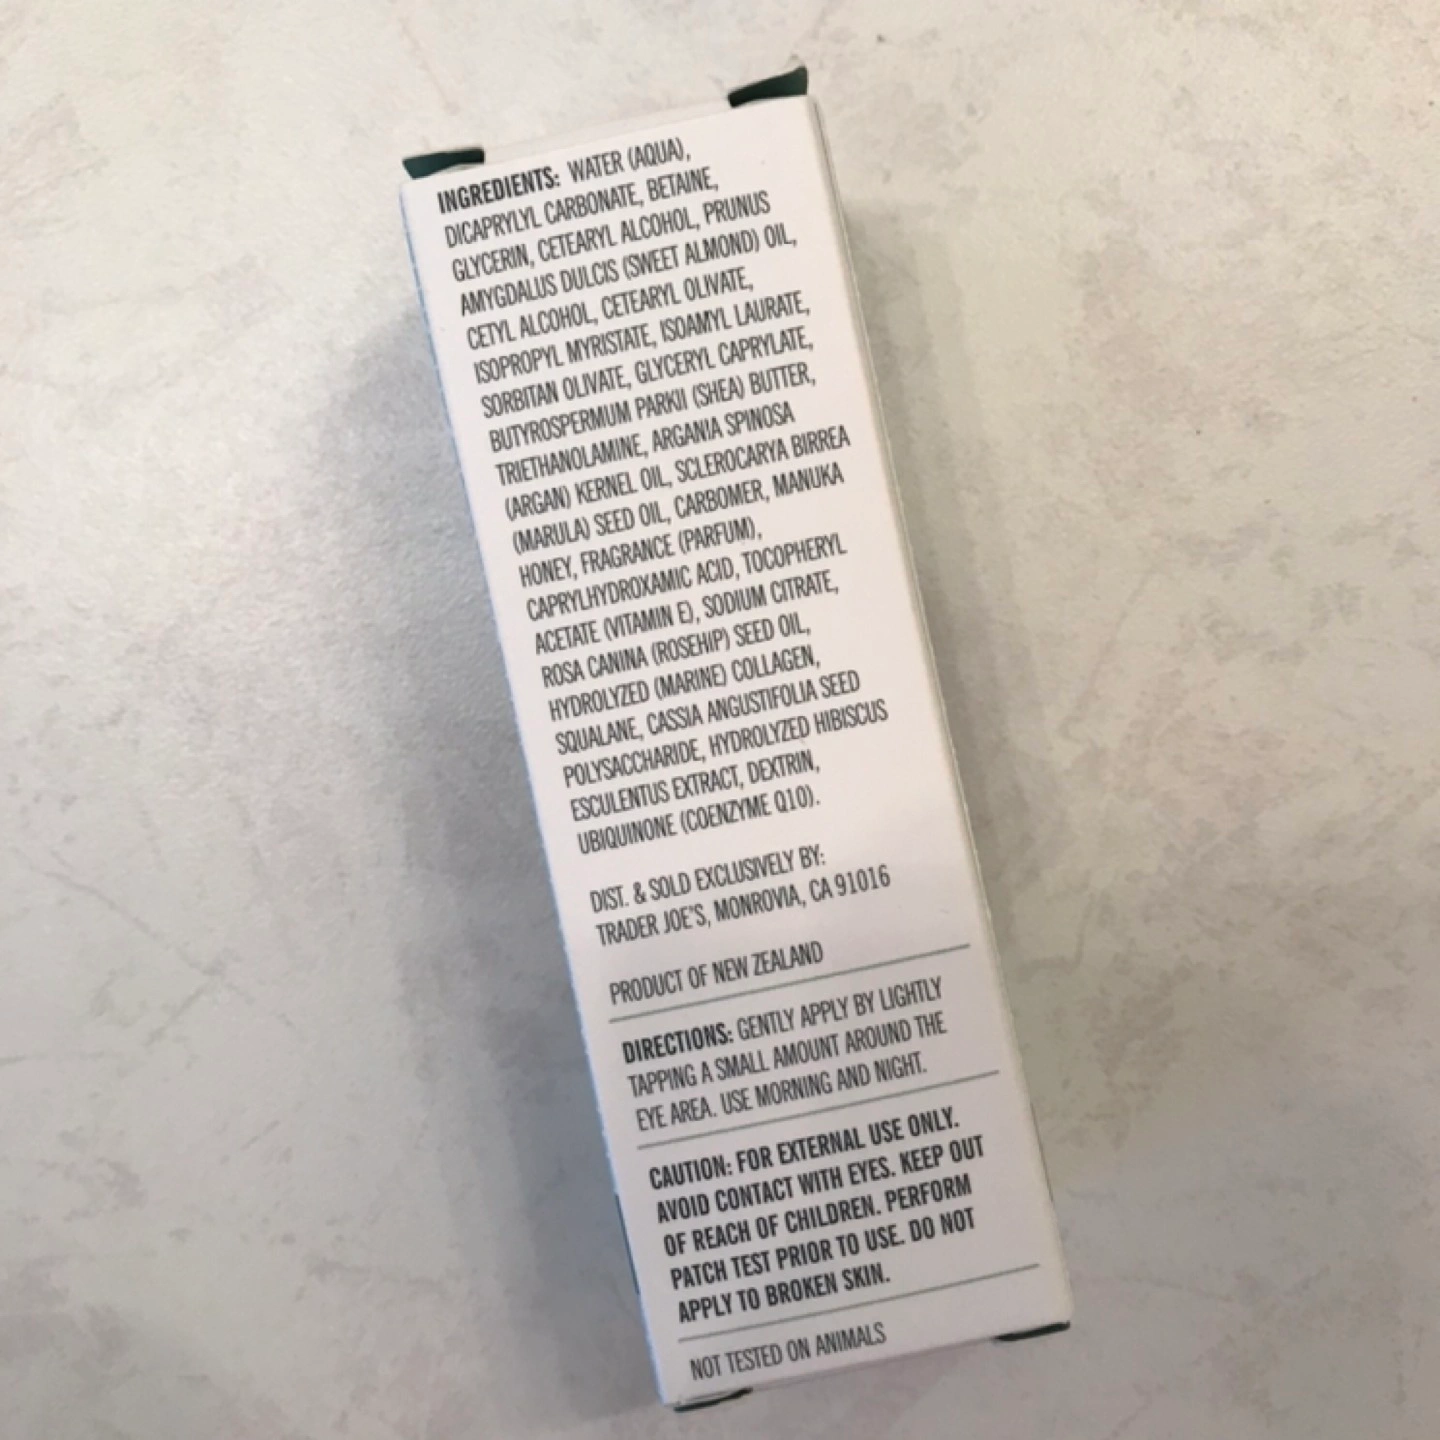 INGREDIENTS: WATER (AQUA),
DICAPRYLYL CARBONATE, BETAINE,
GLYCERIN, CETEARYL ALCOHOL, PRUNUS
AMYGDALUS DULCIS (SWEET ALMOND) OIL,
CETYL ALCOHOL, CETEARYL OLIVATE,
ISOPROPYL MYRISTATE, ISOAMYL LAURATE,
SORBITAN OLIVATE, GLYCERYL CAPRYLATE,
BUTYROSPERMUM PARKII (SHEA) BUTTER,
TRIETHANOLAMINE, ARGANIA SPINOSA
(ARGAN) KERNEL OIL, SCLEROCARYA BIRREA
(MARULA) SEED OIL, CARBOMER, MANUKA
HONEY, FRAGRANCE (PARFUM),
CAPRYLHYDROXAMIC ACID, TOCOPHERYL
ACETATE (VITAMIN E), SODIUM CITRATE,
ROSA CANINA (ROSEHIP) SEED OIL,
HYDROLYZED (MARINE) COLLAGEN,
SQUALANE, CASSIA ANGUSTIFOLIA SEED
POLYSACCHARIDE, HYDROLYZED HIBISCUS
ESCULENTUS EXTRACT, DEXTRIN,
UBIQUINONE (COENZYME Q10).
DIST. & SOLD EXCLUSIVELY BY:
TRADER JOE'S, MONROVIA, CA 91016
PRODUCT OF NEW ZEALAND
DIRECTIONS: GENTLY APPLY BY LIGHTLY
TAPPING A SMALL AMOUNT AROUND THE
EYE AREA. USE MORNING AND NIGHT.
CAUTION: FOR EXTERNAL USE ONLY.
AVOID CONTACT WITH EYES. KEEP OUT
OF REACH OF CHILDREN. PERFORM
PATCH TEST PRIOR TO USE. DO NOT
APPLY TO BROKEN SKIN.
NOT TESTED ON ANIMALS